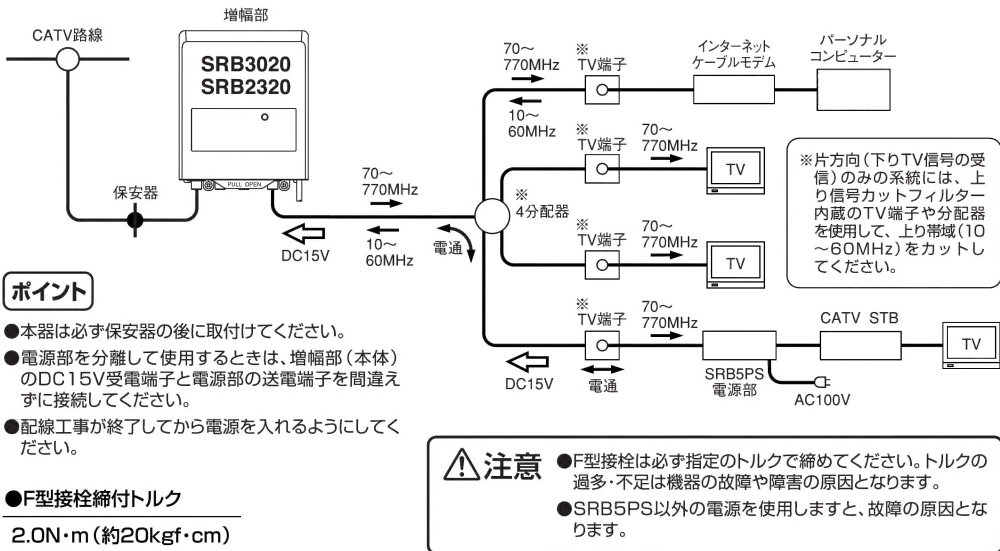 増幅部
CATV路線
SRB3020
SRB2320
PULL OPEN
保安器
DC15V
70～
770MHz
10～
60MHz
電通
※
4分配器
70～
770MHz
10～
60MHz
※
TV端子
インターネット
ケーブルモデム
パーソナル
コンピューター
※
TV端子
70～
770MHz
TV
※
TV端子
70～
770MHz
TV
※
TV端子
70～
770MHz
DC15V
電通
SRB5PS
電源部
AC100V
CATV STB
TV
※片方向(下りTV信号の受
信)のみの系統には、上
り信号カットフィルター
内蔵のTV端子や分配器
を使用して、上り帯域(10
～60MHz)をカットし
てください。
ポイント
●本器は必ず保安器の後に取付けてください。
●電源部を分離して使用するときは、増幅部(本体)
のDC15V受電端子と電源部の送電端子を間違え
ずに接続してください。
●配線工事が終了してから電源を入れるようにしてく
ださい。
●F型接栓締付トルク
2.0N・m(約20kgf・cm)
注意
●F型接栓は必ず指定のトルクで締めてください。トルクの
過多・不足は機器の故障や障害の原因となります。
●SRB5PS以外の電源を使用しますと、故障の原因とな
ります。